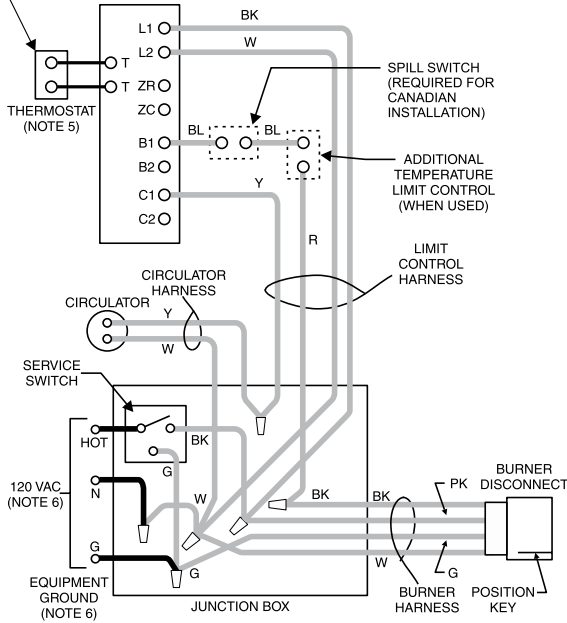 BK
L1
W
L2
T
T
ZR
ZC
THERMOSTAT
(NOTE 5)
SPILL SWITCH
(REQUIRED FOR
CANADIAN
INSTALLATION)
BL
BL
B1
B2
ADDITIONAL
TEMPERATURE
LIMIT CONTROL
(WHEN USED)
Y
C1
C2
R
LIMIT
CONTROL
HARNESS
CIRCULATOR
HARNESS
CIRCULATOR
Y
W
SERVICE
SWITCH
HOT
BK
G
120 VAC
(NOTE 6)
N
W
BK
BK
PK
BURNER
DISCONNECT
G
G
W
G
EQUIPMENT
GROUND
(NOTE 6)
JUNCTION BOX
BURNER
HARNESS
POSITION
KEY